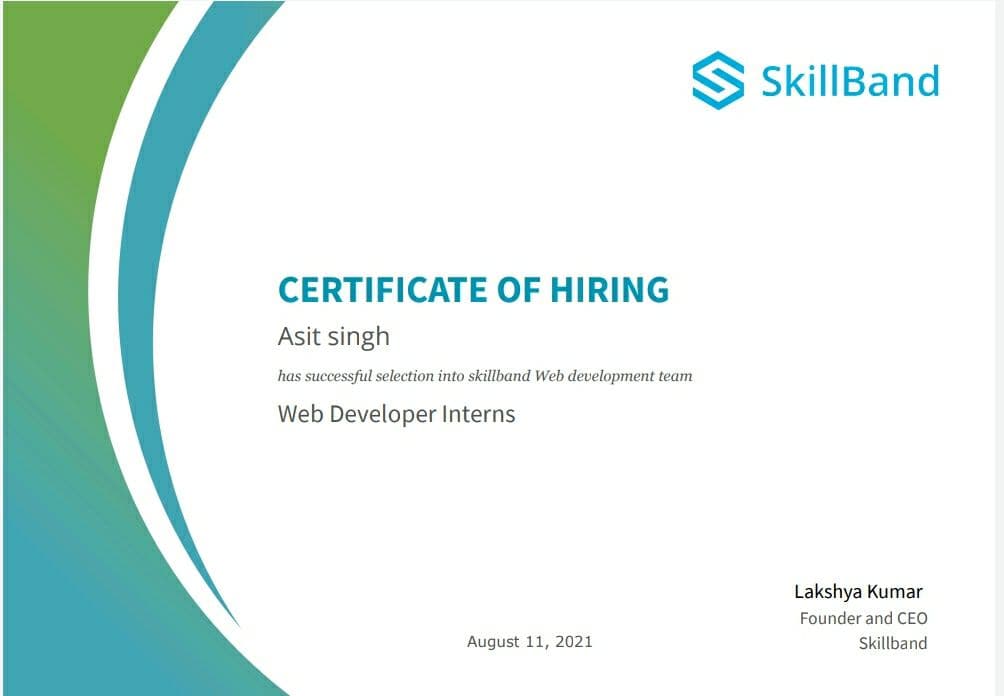 SkillBand
CERTIFICATE OF HIRING
Asit singh
has successful selection into skillband Web development team
Web Developer Interns
Lakshya Kumar
Founder and CEO
August 11, 2021
Skillband